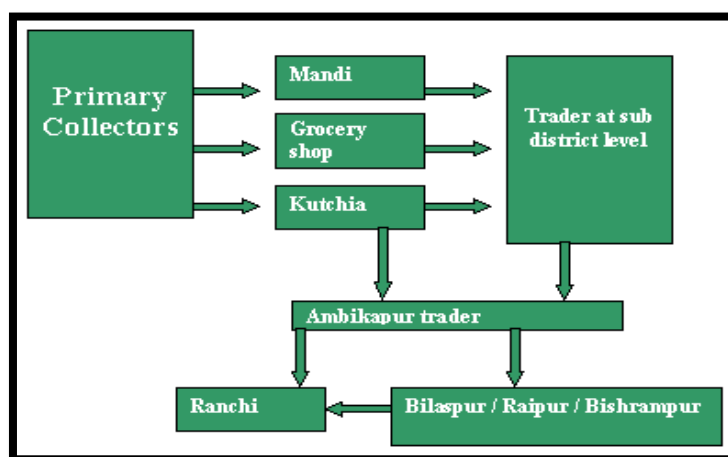 Primary
Collectors
Mandi
Grocery
shop
Kutchia
Trader at sub
district level
Ambikapur trader
Ranchi
Bilaspur / Raipur / Bishrampur